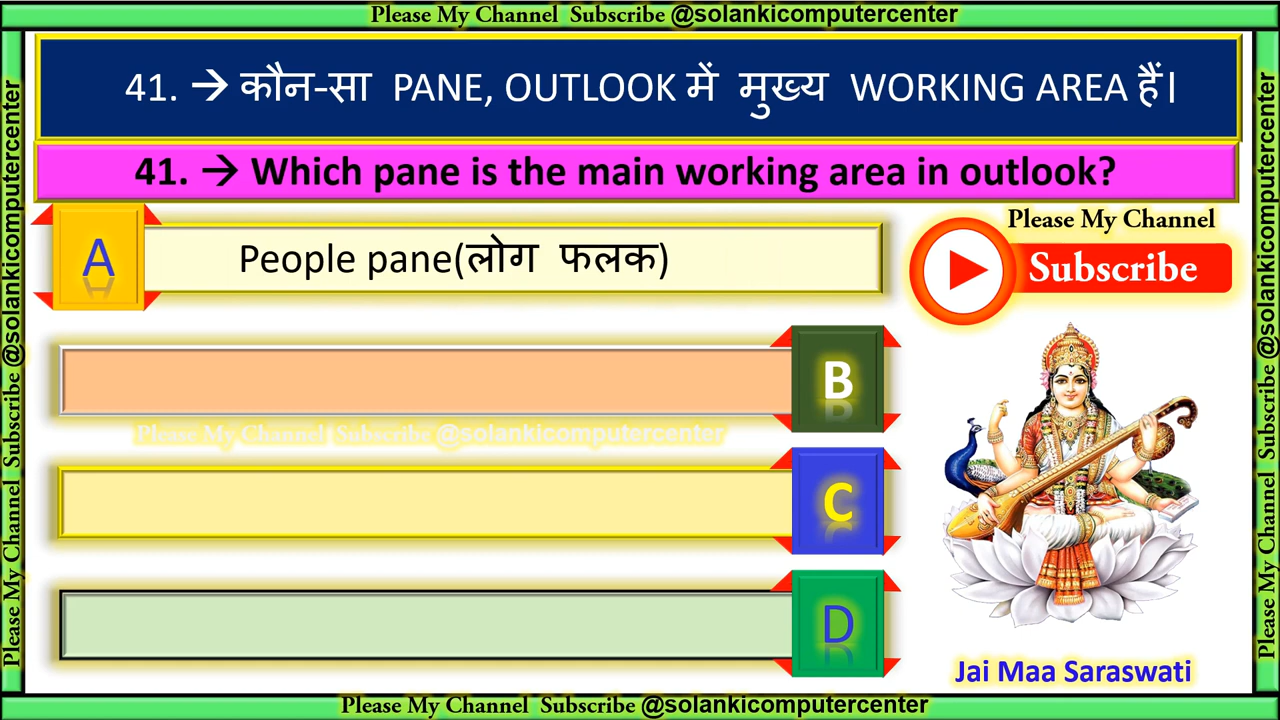 Please My Channel Subscribe @solankicomputercenter
41. → कौन-सा PANE, OUTLOOK में मुख्य WORKING AREA हैं।
41. → Which pane is the main working area in outlook?
A
People pane(लोग फलक)
Please My Channel
Subscribe
B
Please My Channel Subscribe @solankicomputercenter
C
D
Jai Maa Saraswati
Please My Channel Subscribe @solankicomputercenter
Please My Channel Subscribe @solankicomputercenter
Please My Channel Subscribe @solankicomputercenter